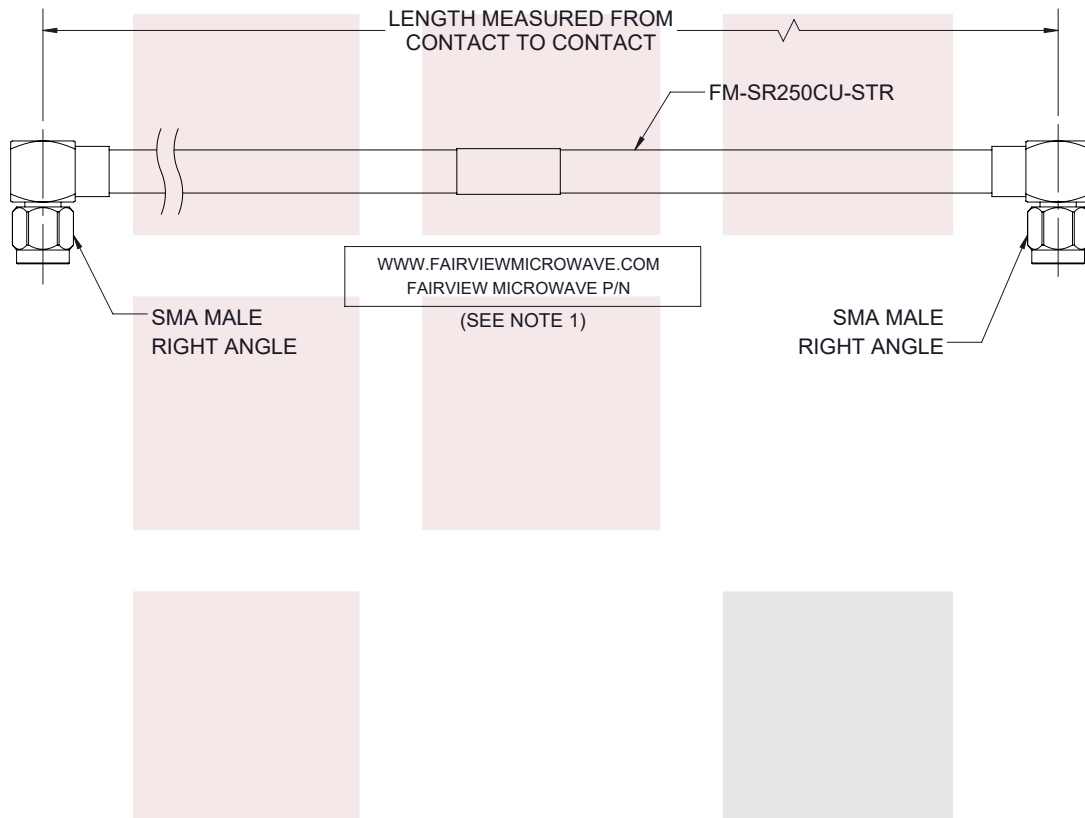 LENGTH MEASURED FROM
CONTACT TO CONTACT
FM-SR250CU-STR
WWW.FAIRVIEWMICROWAVE.COM
FAIRVIEW MICROWAVE P/N
(SEE NOTE 1)
SMA MALE
RIGHT ANGLE
SMA MALE
RIGHT ANGLE